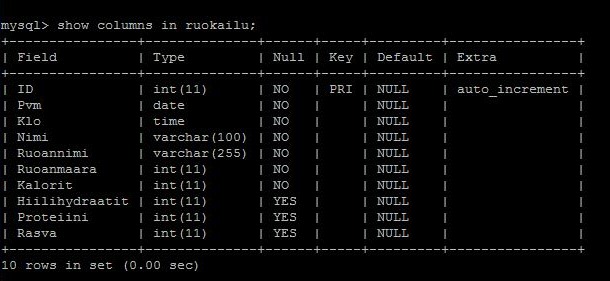 mysql> show columns in ruokailu;
+---------------+--------------+------+-----+---------+----------------+
| Field         | Type         | Null | Key | Default | Extra          |
+---------------+--------------+------+-----+---------+----------------+
| ID            | int(11)      | NO   | PRI | NULL    | auto_increment |
| Pvm           | date         | NO   |     | NULL    |                |
| Klo           | time         | NO   |     | NULL    |                |
| Nimi          | varchar(100) | NO   |     | NULL    |                |
| Ruoannimi     | varchar(255) | NO   |     | NULL    |                |
| Ruoanmaara    | int(11)      | NO   |     | NULL    |                |
| Kalorit       | int(11)      | NO   |     | NULL    |                |
| Hiilihydraatit | int(11)      | YES  |     | NULL    |                |
| Proteiini     | int(11)      | YES  |     | NULL    |                |
| Rasva         | int(11)      | YES  |     | NULL    |                |
+---------------+--------------+------+-----+---------+----------------+
10 rows in set (0.00 sec)